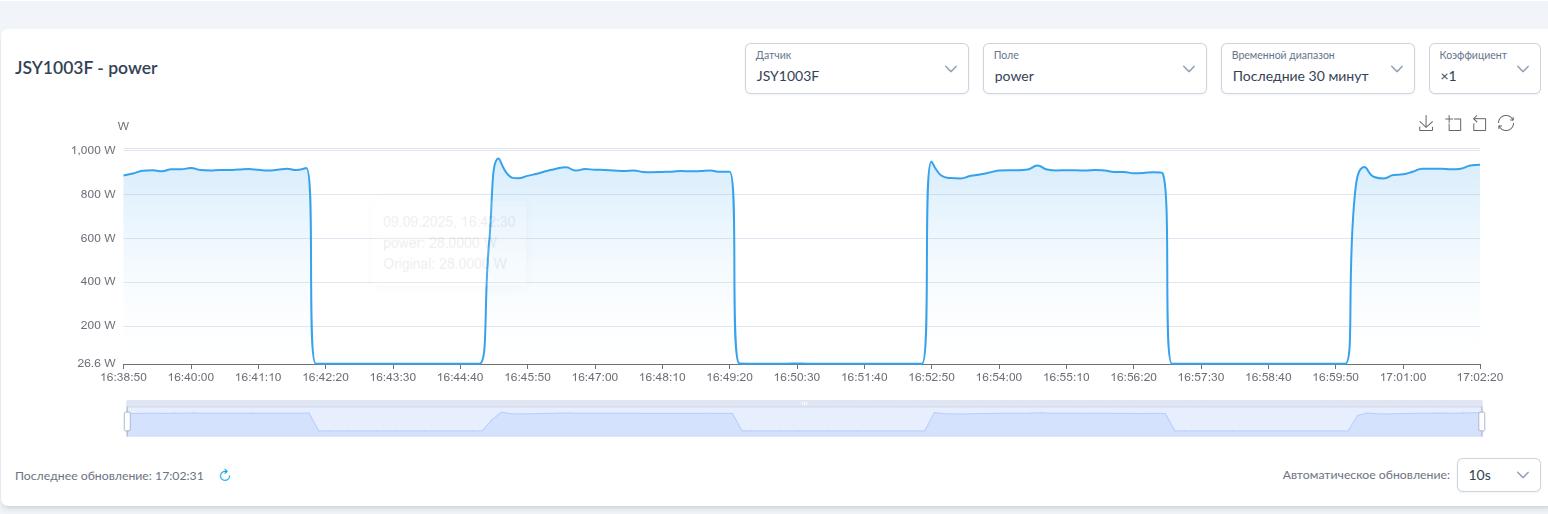 JSY1003F - power
Датчик
JSY1003F
Поле
power
Временной диапазон
Последние 30 минут
Коэффициент
×1
W
1,000 W
800 W
600 W
400 W
200 W
26.6 W
09.09.2025, 16:42:30
power: 28.0000 W
Original: 28.0000 W
16:38:50 16:40:00 16:41:10 16:42:20 16:43:30 16:44:40 16:45:50 16:47:00 16:48:10 16:49:20 16:50:30 16:51:40 16:52:50 16:54:00 16:55:10 16:56:20 16:57:30 16:58:40 16:59:50 17:01:00 17:02:20
Последнее обновление: 17:02:31
Автоматическое обновление:
10s